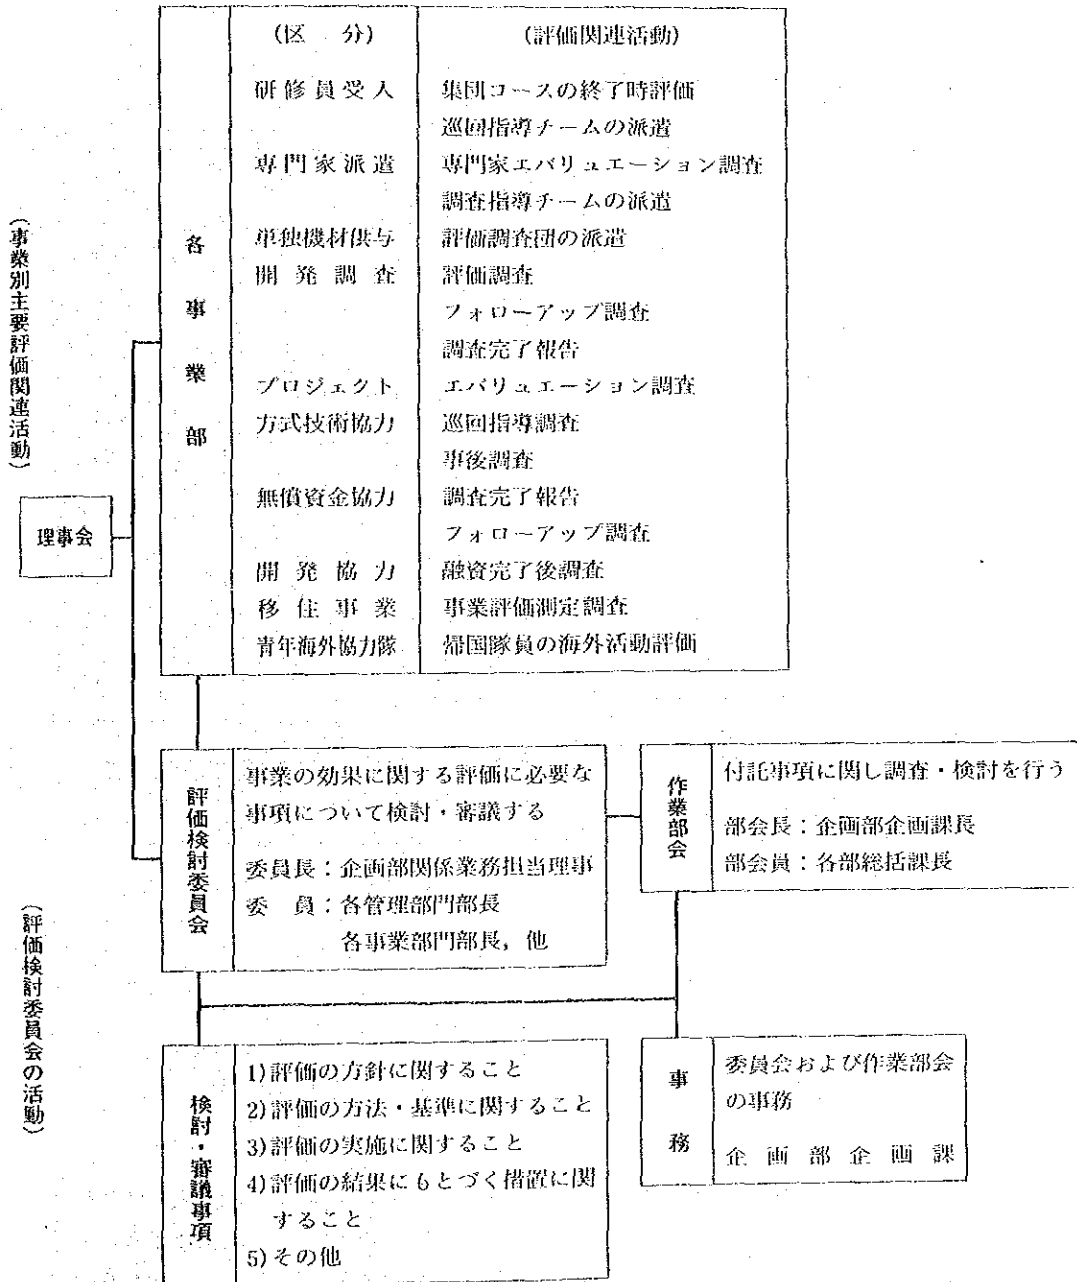 (事業別主要評価関連活動)
理事会
各事業部
(区 分) (評価関連活動)
研修員受入 集団コースの終了時評価
巡回指導チームの派遣
専門家派遣 専門家エバリュエーション調査
調査指導チームの派遣
単独機材供与 評価調査団の派遣
開発調査 評価調査
フォローアップ調査
調査完了報告
プロジェクト エバリュエーション調査
方式技術協力 巡回指導調査
事後調査
無償資金協力 調査完了報告
フォローアップ調査
開発協力 融資完了後調査
移住事業 事業評価測定調査
青年海外協力隊 帰国隊員の海外活動評価
(評価検討委員会の活動)
評価検討委員会
事業の効果に関する評価に必要な
事項について検討・審議する
委員長:企画部関係業務担当理事
委 員:各管理部門部長
各事業部門部長, 他
作業部会
付託事項に関し調査・検討を行う
部会長:企画部企画課長
部会員:各部総括課長
検討・審議事項
1)評価の方針に関すること
2)評価の方法・基準に関すること
3)評価の実施に関すること
4)評価の結果にもとづく措置に関
すること
5)その他
事務
委員会および作業部会
の事務
企画部企画課